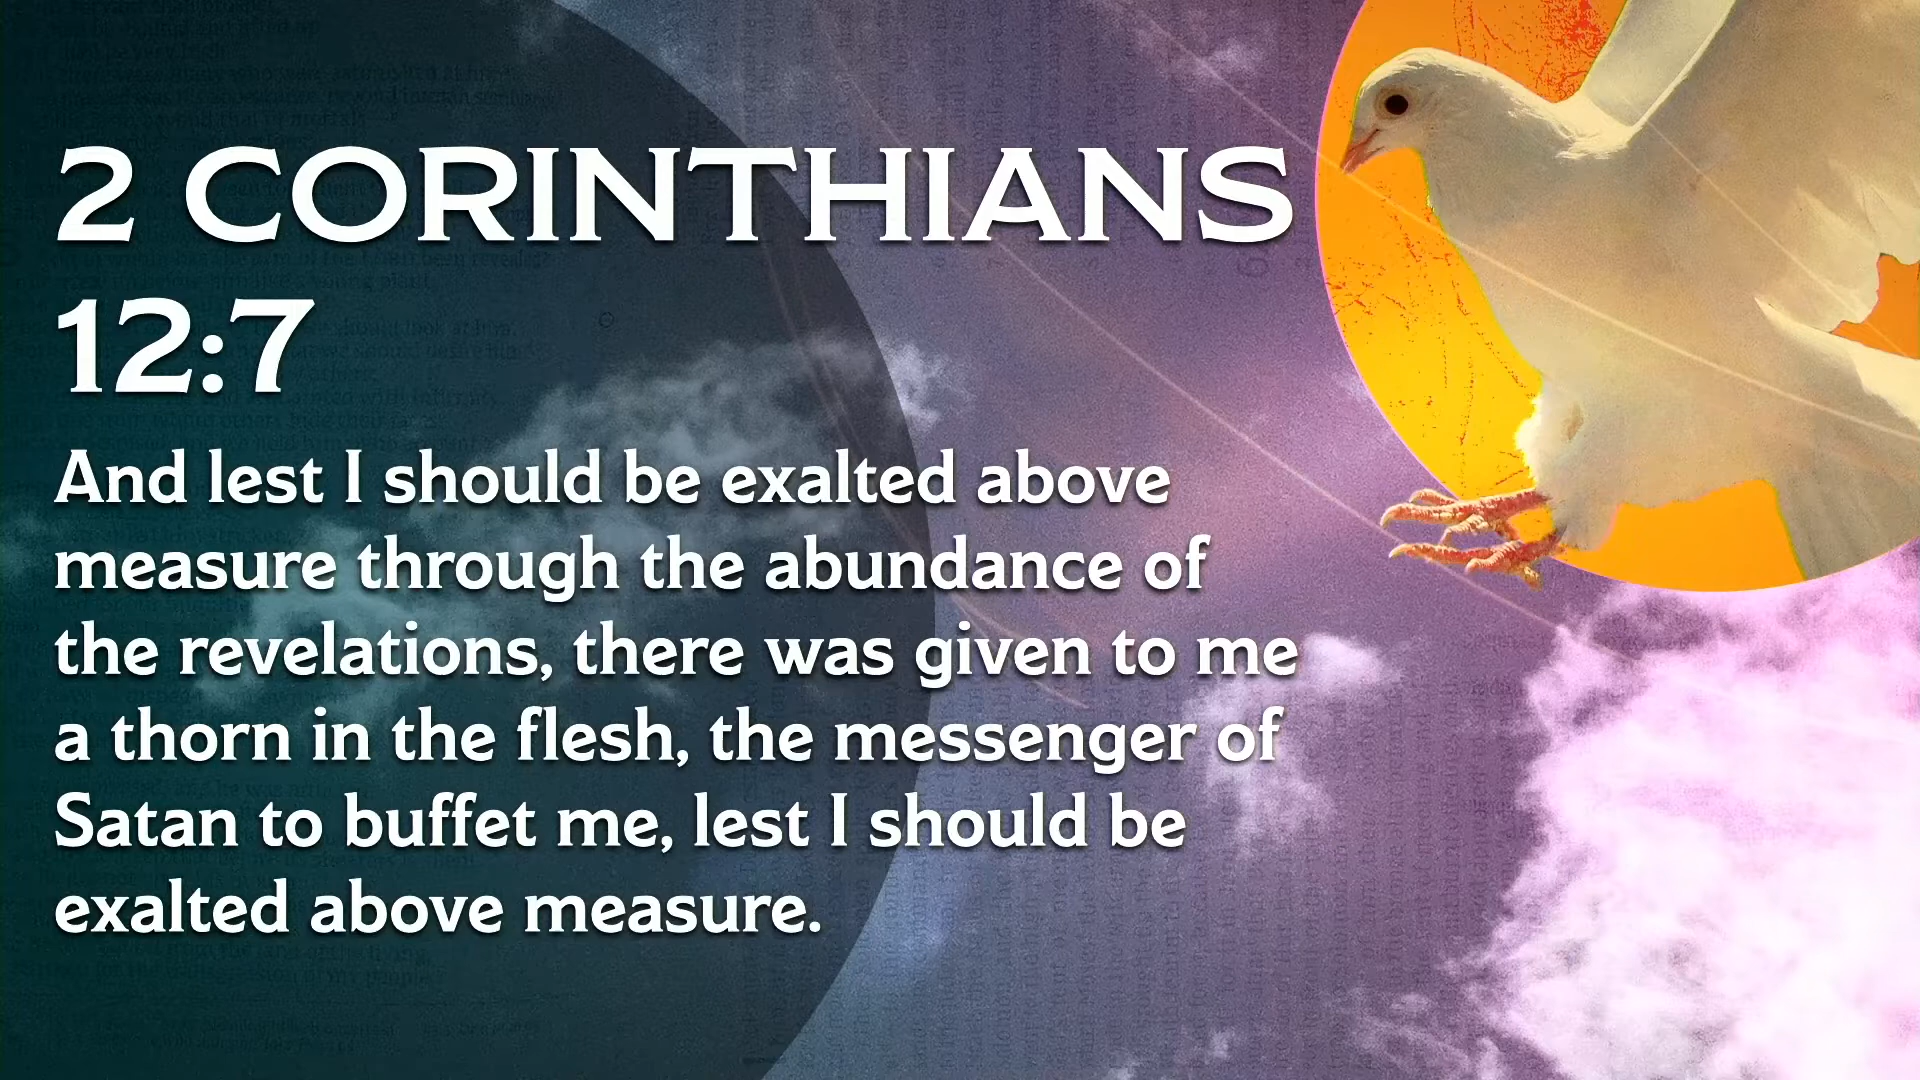 2 CORINTHIANS
12:7
And lest I should be exalted above
measure through the abundance of
the revelations, there was given to me
a thorn in the flesh, the messenger of
Satan to buffet me, lest I should be
exalted above measure.